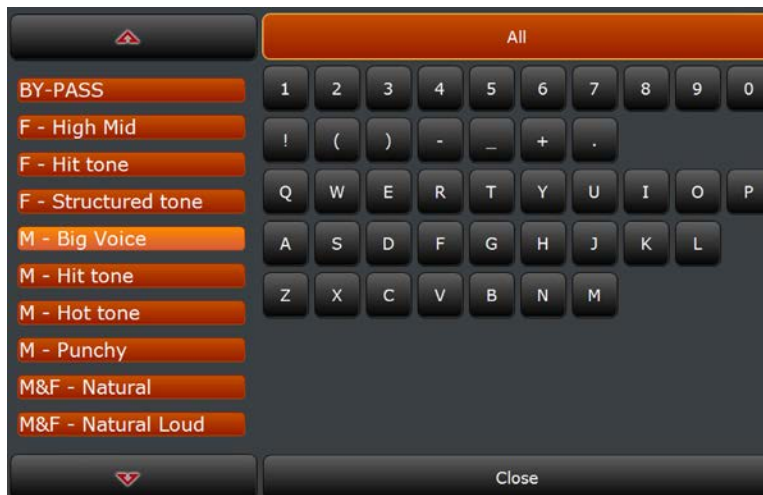 All
BY-PASS
F - High Mid
F - Hit tone
F - Structured tone
M - Big Voice
M - Hit tone
M - Hot tone
M - Punchy
M&F - Natural
M&F - Natural Loud
1 2 3 4 5 6 7 8 9 0
! ( ) - _ + .
Q W E R T Y U I O P
A S D F G H J K L
Z X C V B N M
Close